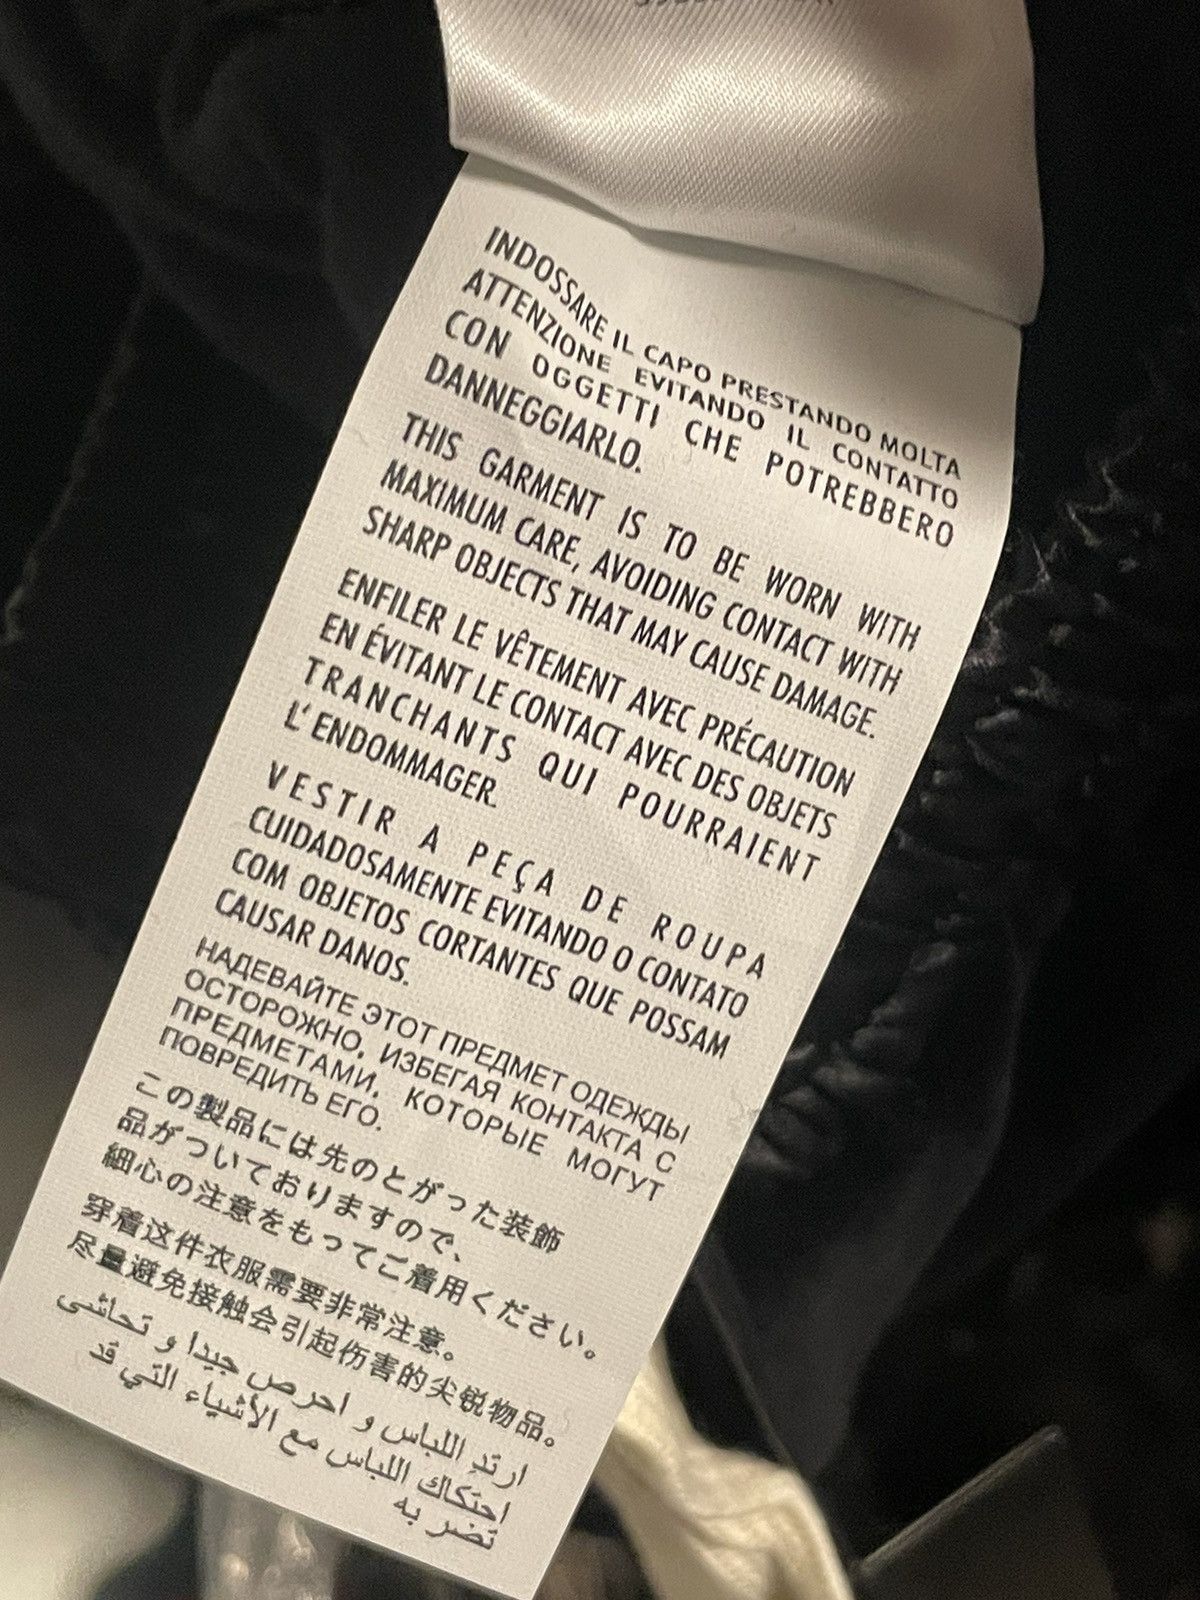 INDOSSARE IL CAPO PRESTANDO MOLTA
ATTENZIONE EVITANDO IL CONTATTO
CON OGGETTI CHE POTREBBERO
DANNEGGIARLO.
THIS GARMENT IS TO BE WORN WITH
MAXIMUM CARE, AVOIDING CONTACT WITH
SHARP OBJECTS THAT MAY CAUSE DAMAGE.
ENFILER LE VÊTEMENT AVEC PRÉCAUTION
EN ÉVITANT LE CONTACT AVEC DES OBJETS
TRANCHANTS QUI POURRAIENT
L'ENDOMMAGER.
VESTIR A PEÇA DE ROUPA
CUIDADOSAMENTE EVITANDO O CONTATO
COM OBJETOS CORTANTES QUE POSSAM
CAUSAR DANOS.
НАДЕВАЙТЕ ЭТОТ ПРЕДМЕТ ОДЕЖДЫ
ОСТОРОЖНО, ИЗБЕГАЯ КОНТАКТА С
ПРЕДМЕТАМИ, КОТОРЫЕ МОГУТ
ПОВРЕДИТЬ ЕГО.
この製品には先のとがった装飾
品がついておりますので、
細心の注意をもってご着用ください。
穿着这件衣服需要非常注意。
尽量避免接触会引起伤害的尖锐物品。
ارتدِ اللباس و احرص جيدا و تحاشى
احتكاك اللباس مع الأشياء التي قد
تضر به